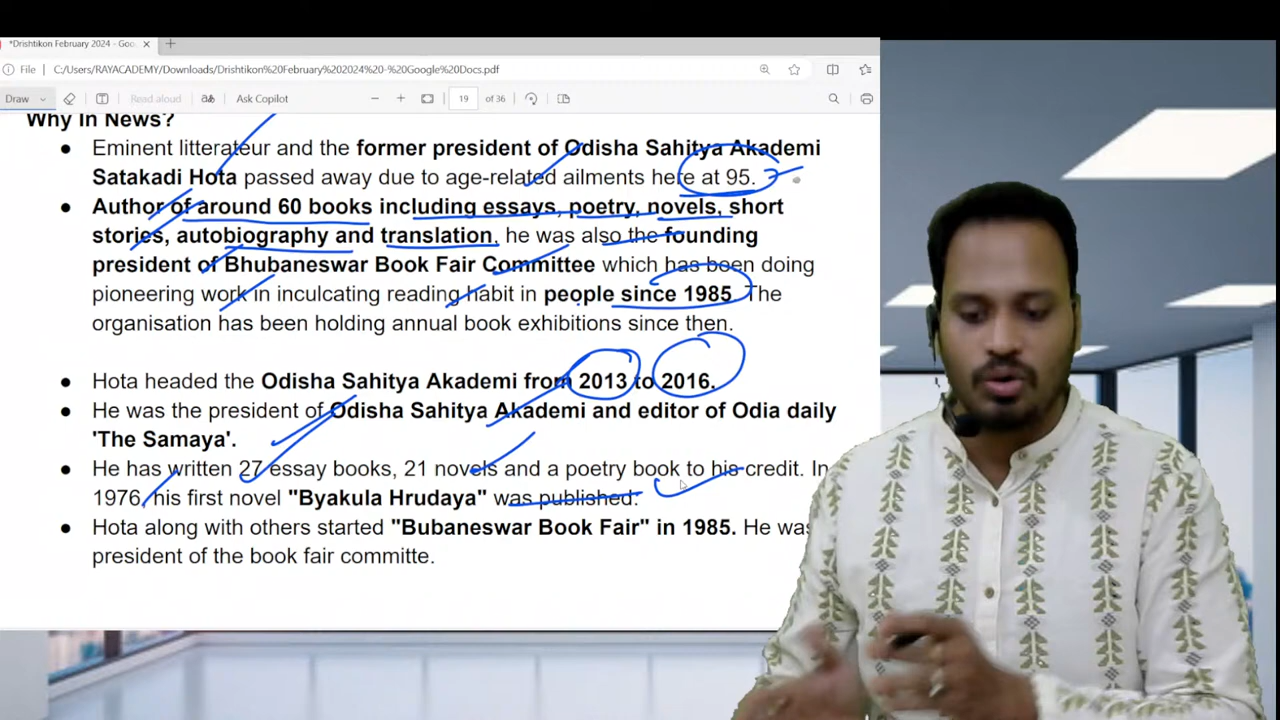 *Drishtikon February 2024 - Goo
File C:/Users/RAYACADEMY/Downloads/Drishtikon%20February%202024%20-%20Google%20Docs.pdf
Draw Read aloud Ask Copilot 19 of 36
Why In News?
● Eminent litterateur and the former president of Odisha Sahitya Akademi
Satakadi Hota passed away due to age-related ailments here at 95.
● Author of around 60 books including essays, poetry, novels, short
stories, autobiography and translation, he was also the founding
president of Bhubaneswar Book Fair Committee which has been doing
pioneering work in inculcating reading habit in people since 1985. The
organisation has been holding annual book exhibitions since then.
● Hota headed the Odisha Sahitya Akademi from 2013 to 2016.
● He was the president of Odisha Sahitya Akademi and editor of Odia daily
'The Samaya'.
● He has written 27 essay books, 21 novels and a poetry book to his credit. In
1976, his first novel "Byakula Hrudaya" was published.
● Hota along with others started "Bubaneswar Book Fair" in 1985. He was
president of the book fair committe.